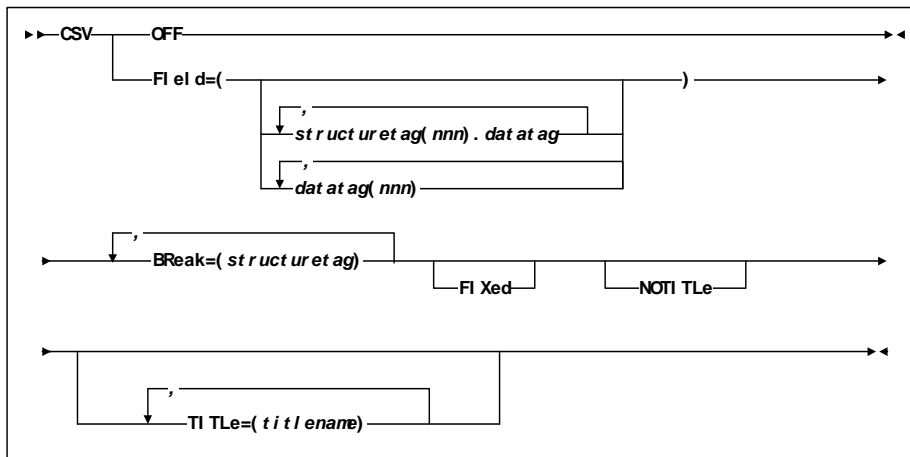 CSV OFF
FIeld=( )
,
structuretag(nnn).datatag
,
datatag(nnn)
,
BReak=(structuretag)
FIXed NOTITLe
,
TITLe=(titlename)